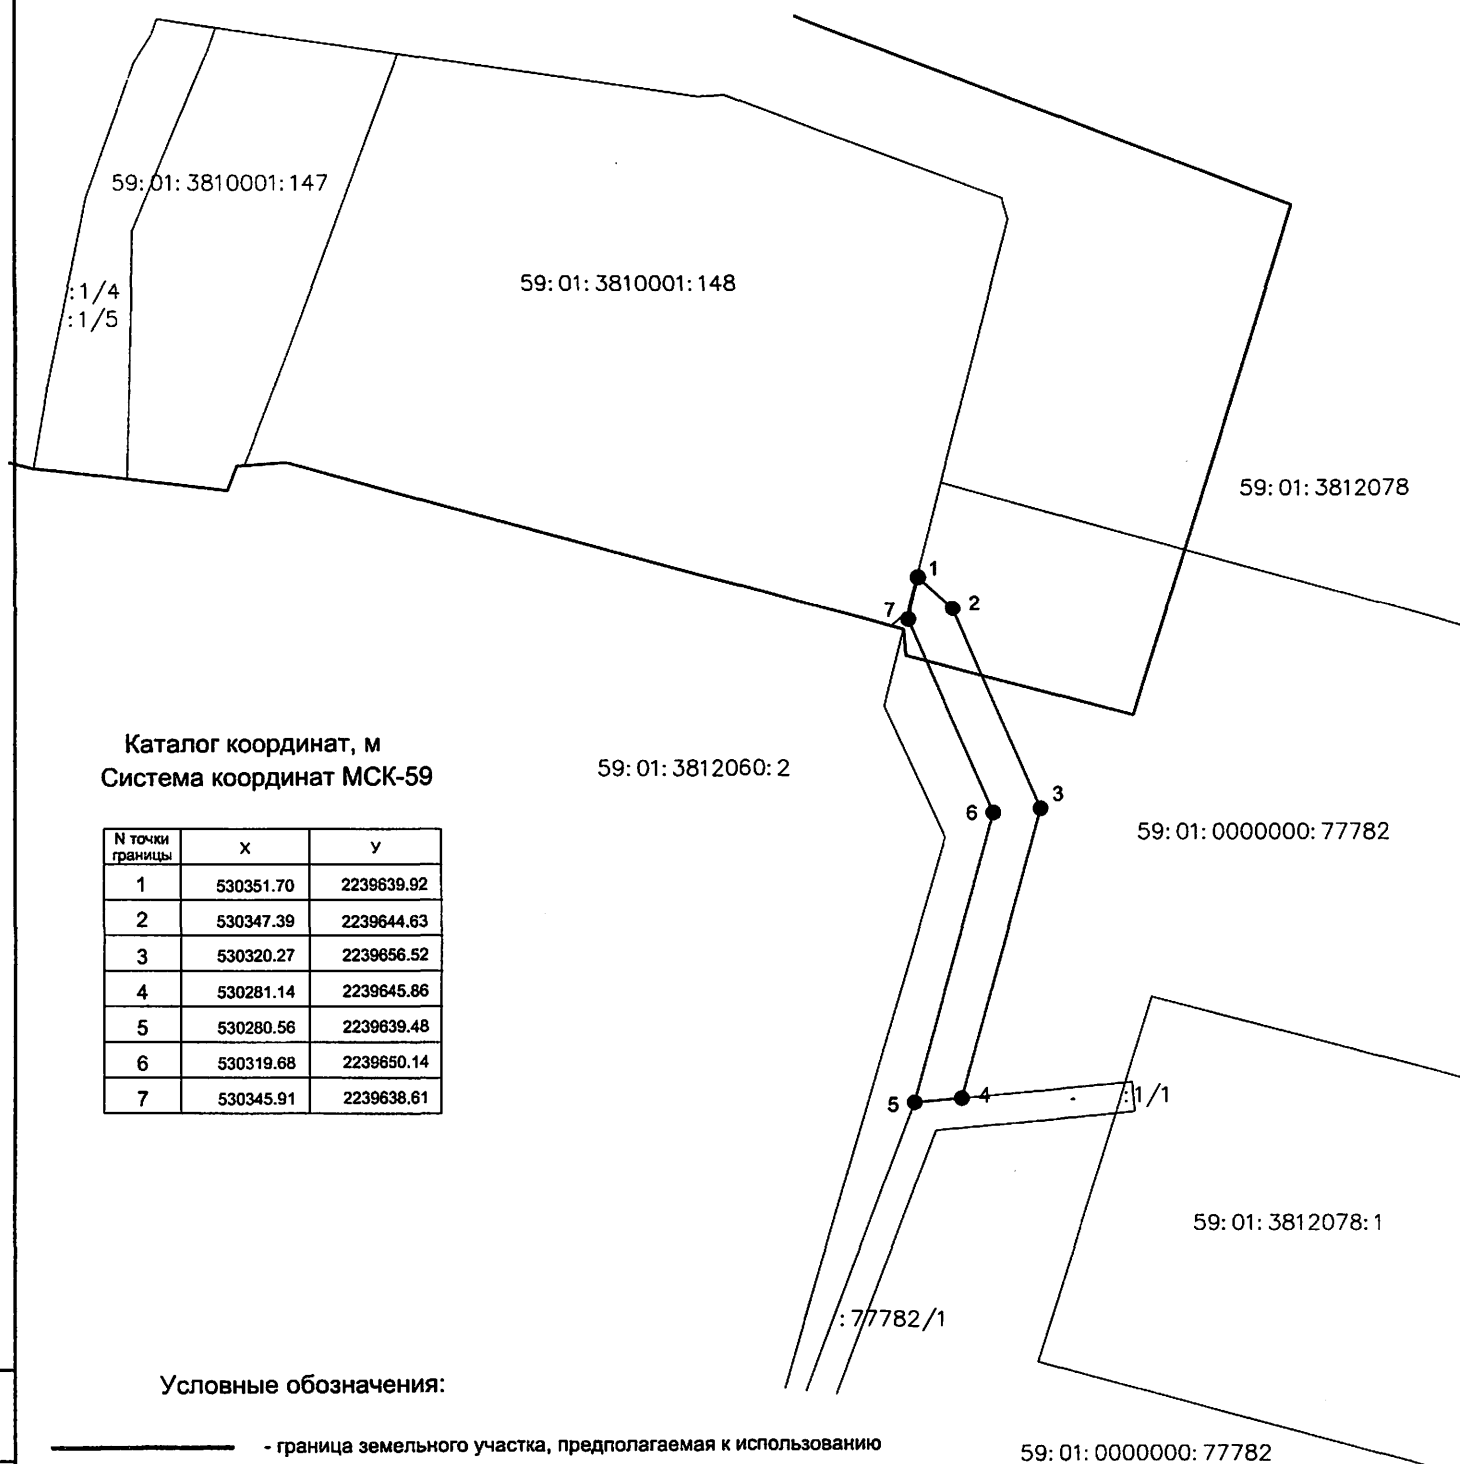 59:01:3810001:147
59:01:3810001:148
:1/4
:1/5
59:01:3812078
1
2
7
Каталог координат, м
Система координат МСК-59
59:01:3812060:2
3
6
59:01:0000000:77782
N точки границы X У
1 530351.70 2239639.92
2 530347.39 2239644.63
3 530320.27 2239656.52
4 530281.14 2239645.86
5 530280.56 2239639.48
6 530319.68 2239650.14
7 530345.91 2239638.61
5
4
:1/1
59:01:3812078:1
:77782/1
Условные обозначения:
- граница земельного участка, предполагаемая к использованию
59:01:0000000:77782